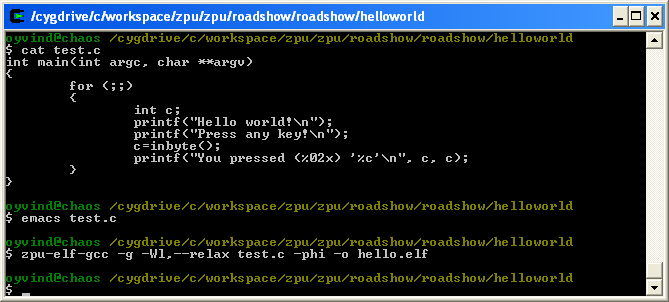 /cygdrive/c/workspace/zpu/zpu/roadshow/roadshow/helloworld
oyvind@chaos /cygdrive/c/workspace/zpu/zpu/roadshow/roadshow/helloworld
$ cat test.c
int main(int argc, char **argv)
{
        for (;;)
        {
                int c;
                printf("Hello world!\n");
                printf("Press any key!\n");
                c=inbyte();
                printf("You pressed (%02x) '%c'\n", c, c);
        }
}
oyvind@chaos /cygdrive/c/workspace/zpu/zpu/roadshow/roadshow/helloworld
$ emacs test.c
oyvind@chaos /cygdrive/c/workspace/zpu/zpu/roadshow/roadshow/helloworld
$ zpu-elf-gcc -g -Wl,--relax test.c -phi -o hello.elf
oyvind@chaos /cygdrive/c/workspace/zpu/zpu/roadshow/roadshow/helloworld
$